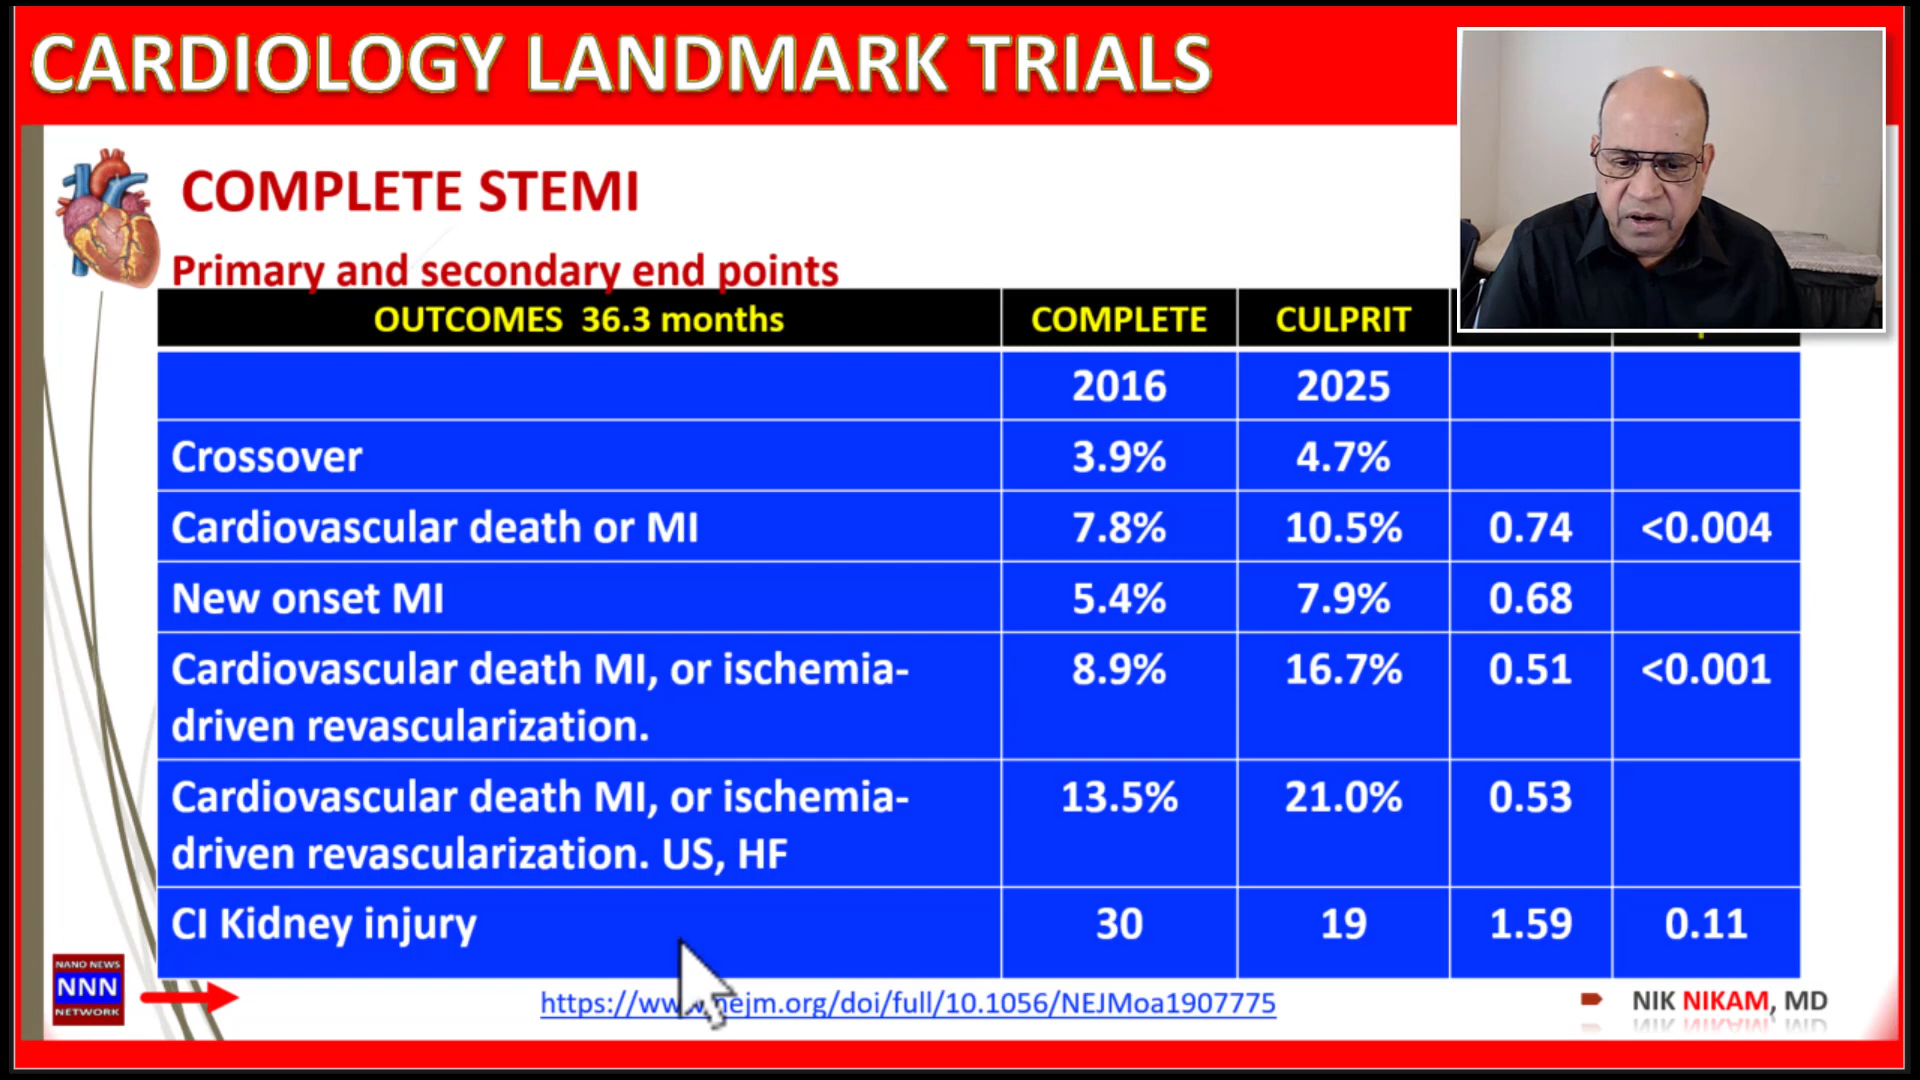 CARDIOLOGY LANDMARK TRIALS
COMPLETE STEMI
Primary and secondary end points
OUTCOMES 36.3 months COMPLETE CULPRIT
2016 2025
Crossover 3.9% 4.7%
Cardiovascular death or MI 7.8% 10.5% 0.74 <0.004
New onset MI 5.4% 7.9% 0.68
Cardiovascular death MI, or ischemia- 8.9% 16.7% 0.51 <0.001
driven revascularization.
Cardiovascular death MI, or ischemia- 13.5% 21.0% 0.53
driven revascularization. US, HF
CI Kidney injury 30 19 1.59 0.11
NANO NEWS
NNN
NETWORK
https://www.nejm.org/doi/full/10.1056/NEJMoa1907775
NIK NIKAM, MD